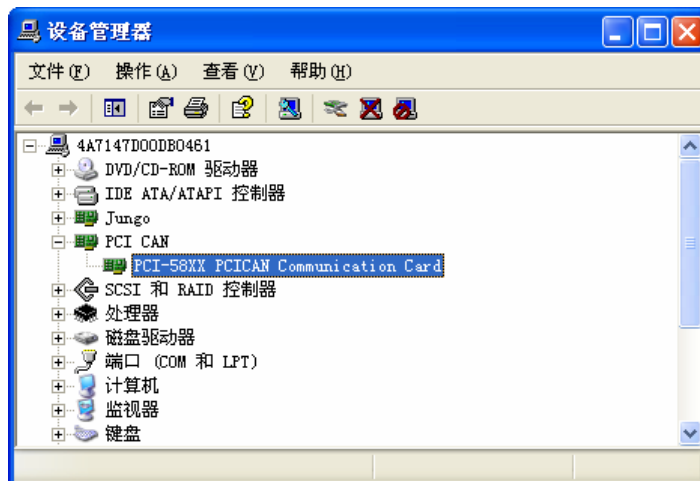 设备管理器
文件(F) 操作(A) 查看(V) 帮助(H)
4A7147D00DB0461
DVD/CD-ROM 驱动器
IDE ATA/ATAPI 控制器
Jungo
PCI CAN
PCI-58XX PCICAN Communication Card
SCSI 和 RAID 控制器
处理器
磁盘驱动器
端口 (COM 和 LPT)
计算机
监视器
键盘